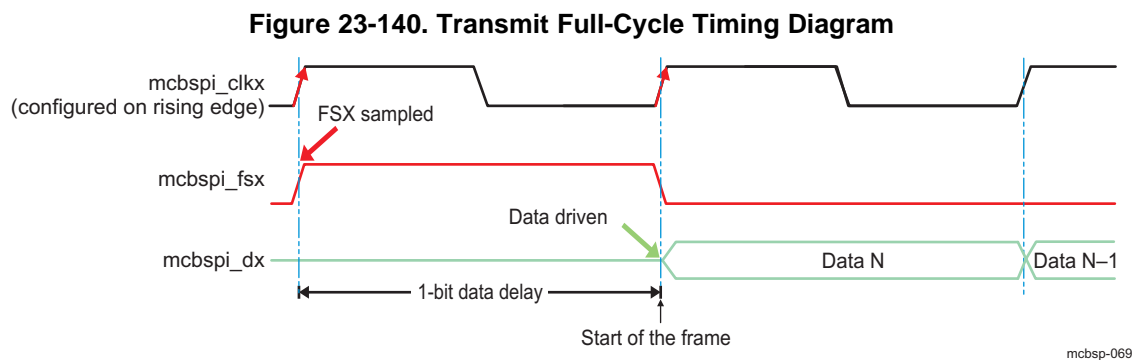 Figure 23-140. Transmit Full-Cycle Timing Diagram
mcbspi_clkx
(configured on rising edge)
FSX sampled
mcbspi_fsx
Data driven
mcbspi_dx
Data N
Data N–1
1-bit data delay
Start of the frame
mcbsp-069